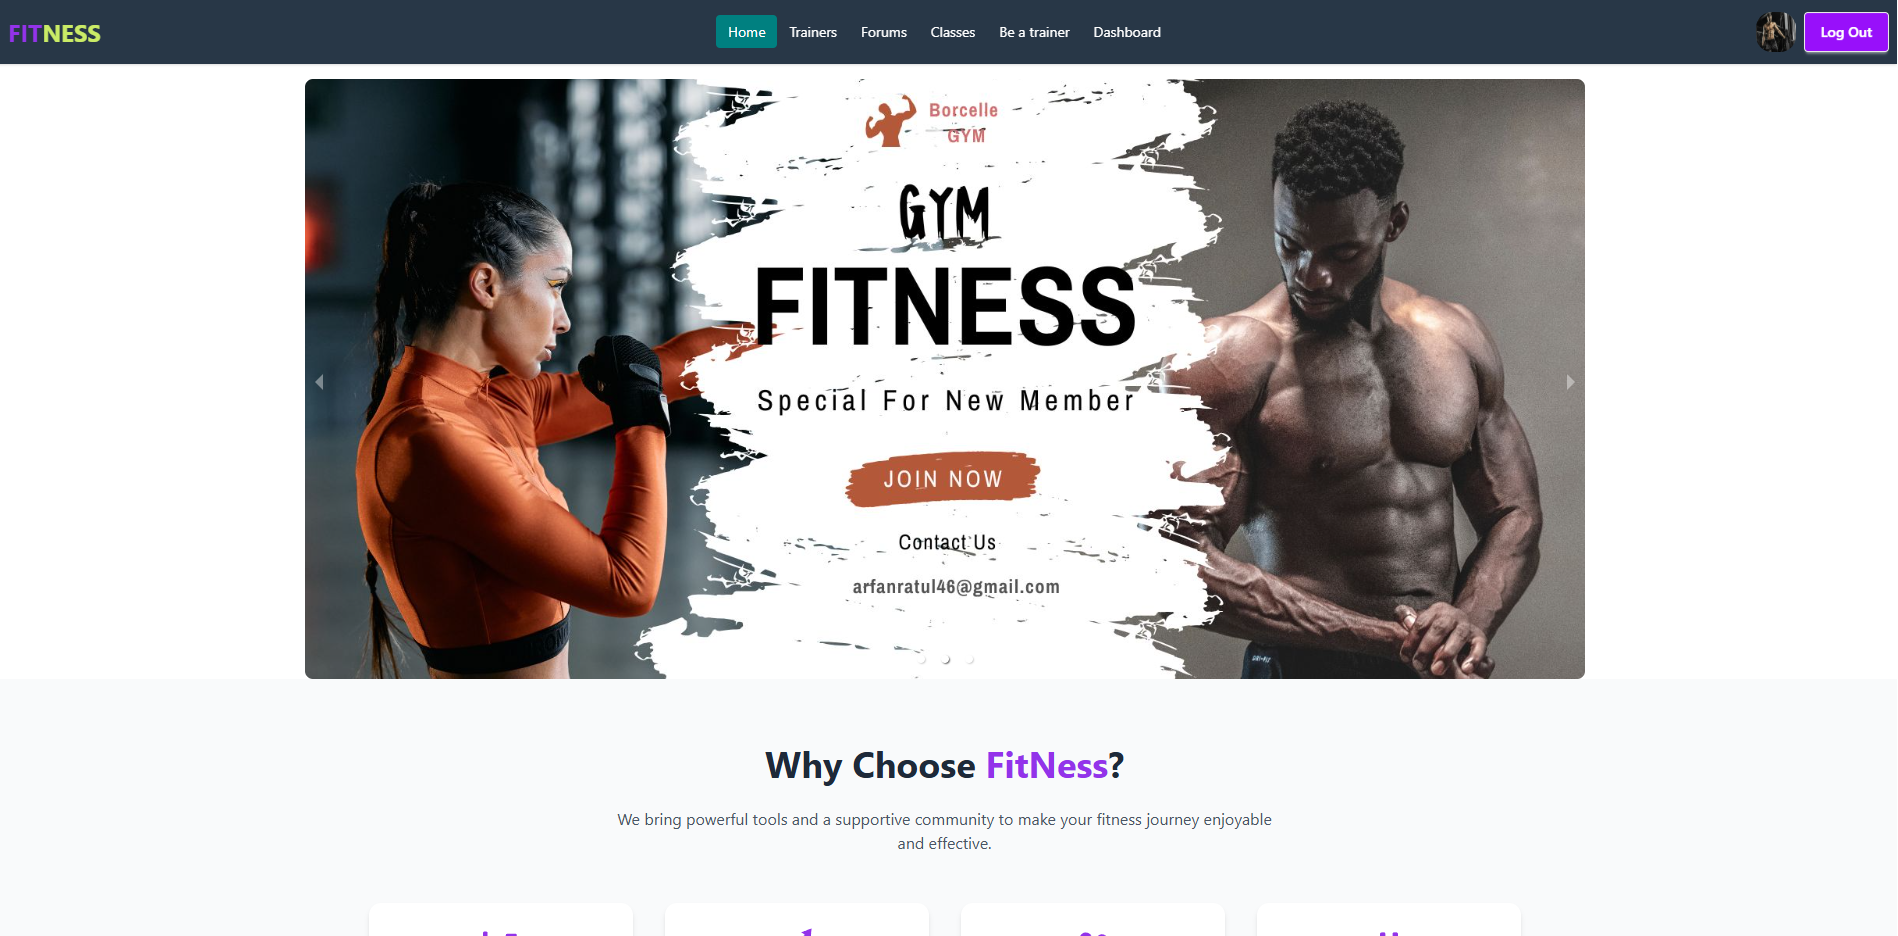 FITNESS
Home Trainers Forums Classes Be a trainer Dashboard
Log Out
Borcelle
GYM
GYM
FITNESS
Special For New Member
JOIN NOW
Contact Us
arfanratul46@gmail.com
Why Choose FitNess?
We bring powerful tools and a supportive community to make your fitness journey enjoyable
and effective.